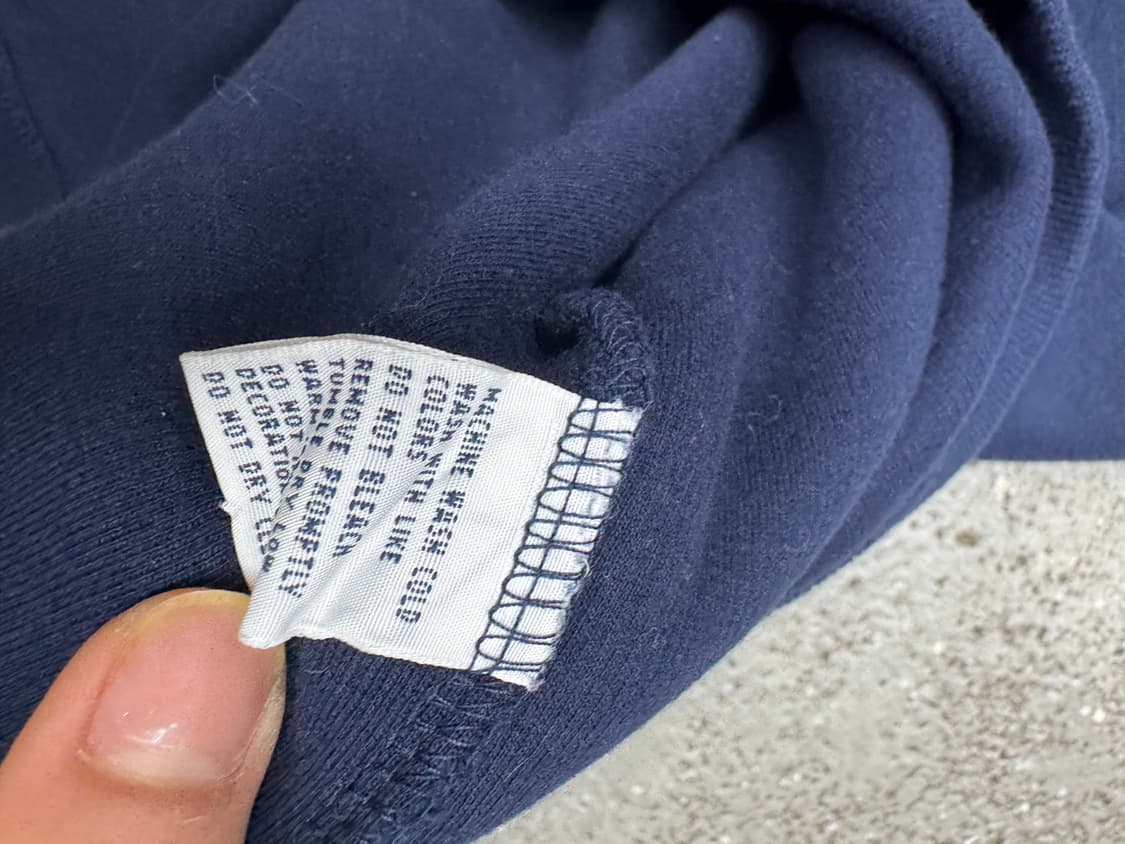 MACHINE WASH COLD
WASH WITH LIKE
COLORS
DO NOT BLEACH
REMOVE PROMPTLY
TUMBLE DRY
WARM
DO NOT
DECORATION
DO NOT DRY